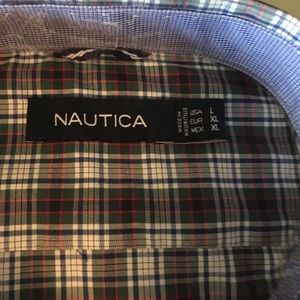 NAUTICA
MADE IN
MAURITIUS
USA L
EUR XL
MEX XL